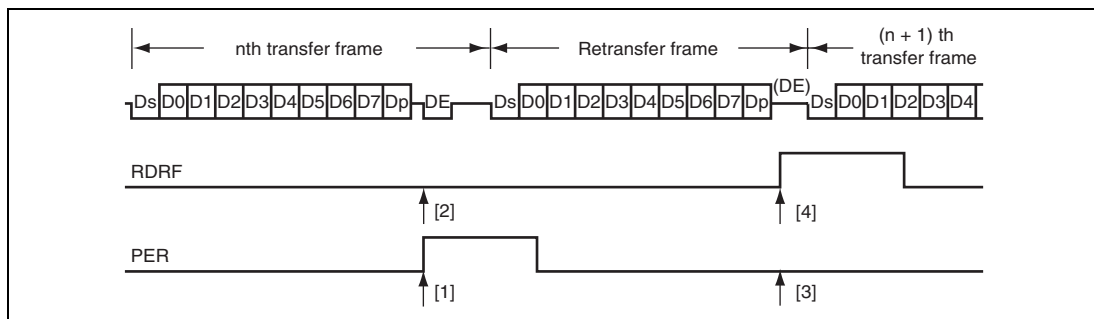 nth transfer frame Retransfer frame (n + 1) th
transfer frame
Ds D0 D1 D2 D3 D4 D5 D6 D7 Dp DE Ds D0 D1 D2 D3 D4 D5 D6 D7 Dp (DE) Ds D0 D1 D2 D3 D4
RDRF
[2] [4]
PER
[1] [3]